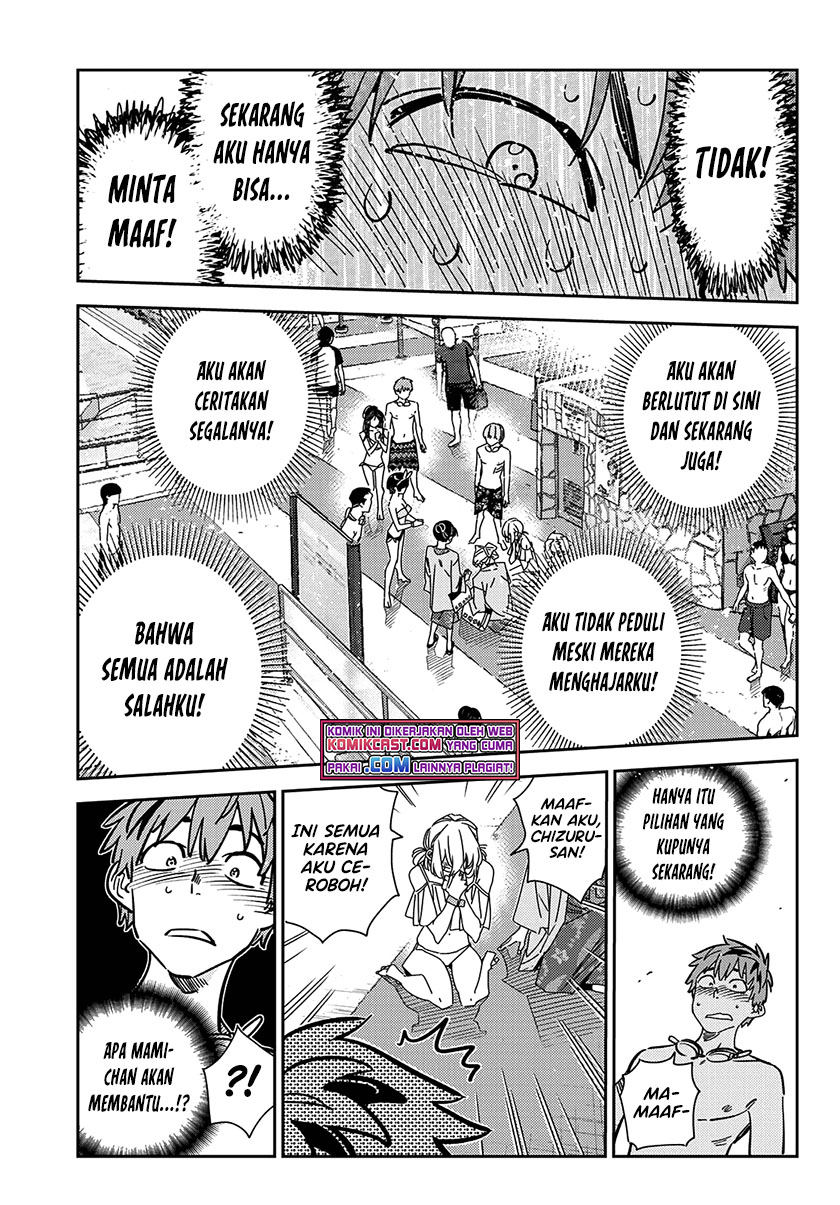 TIDAK!
SEKARANG
AKU HANYA
BISA...
MINTA
MAAF!
AKU AKAN
BERLUTUT DI SINI
DAN SEKARANG
JUGA!
AKU AKAN
CERITAKAN
SEGALANYA!
AKU TIDAK PEDULI
MESKI MEREKA
MENGHAJARKU!
BAHWA
SEMUA ADALAH
SALAHKU!
KOMIK INI DIKERJAKAN OLEH WEB
KOMIKCAST.COM YANG CUMA
PAKAI .COM LAINNYA PLAGIAT!
HANYA ITU
PILIHAN YANG
KUPUNYA
SEKARANG!
MA-
MAAF-
MAAF-
KAN AKU,
CHIZURU-
SAN!
INI SEMUA
KARENA
AKU CE-
ROBOH!
?!
APA MAMI-
CHAN AKAN
MEMBANTU...!?